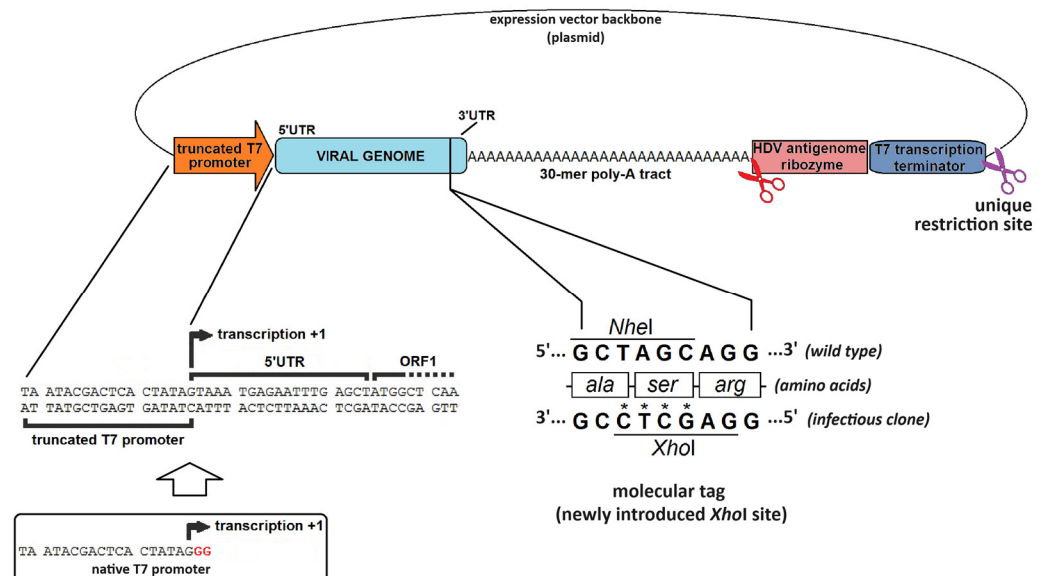 expression vector backbone
(plasmid)
5'UTR
3'UTR
truncated T7
promoter
VIRAL GENOME
AAAAAAAAAAAAAAAAAAAAAAAAAAAAAA
30-mer poly-A tract
HDV antigenome
ribozyme
T7 transcription
terminator
unique
restriction site
transcription +1
5'UTR
ORF1
TA ATACGACTCA CTATAGTAAA TGAGAATTTG AGCTATGGCT CAA
AT TATGCTGAGT GATATCATTT ACTCTTAAAC TCGATACCGA GTT
truncated T7 promoter
transcription +1
TA ATACGACTCA CTATAGGG
native T7 promoter
NheI
5'... GCTAGCAGG ...3' (wild type)
ala ser arg (amino acids)
* * * *
3'... GCCTCGAGG ...5' (infectious clone)
XhoI
molecular tag
(newly introduced XhoI site)